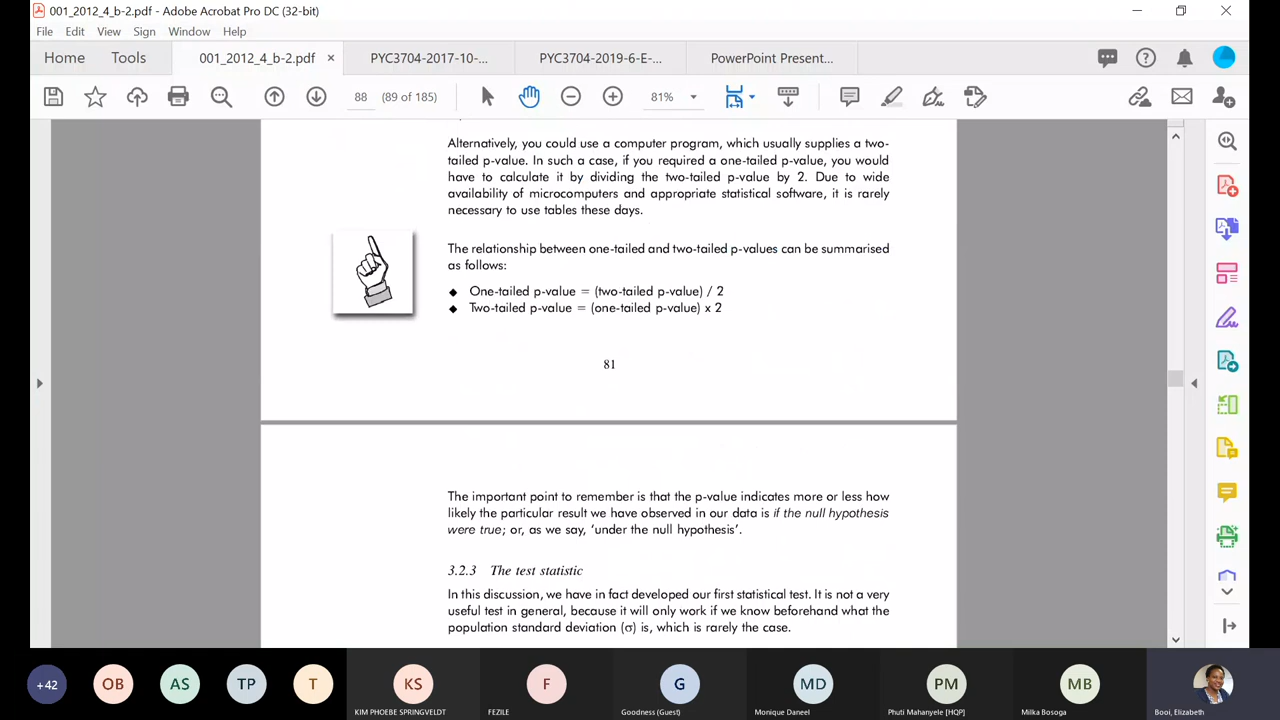 001_2012_4_b-2.pdf - Adobe Acrobat Pro DC (32-bit)
File Edit View Sign Window Help
Home Tools 001_2012_4_b-2.pdf × PYC3704-2017-10-... PYC3704-2019-6-E-... PowerPoint Present...
88 (89 of 185) 81%
Alternatively, you could use a computer program, which usually supplies a two-
tailed p-value. In such a case, if you required a one-tailed p-value, you would
have to calculate it by dividing the two-tailed p-value by 2. Due to wide
availability of microcomputers and appropriate statistical software, it is rarely
necessary to use tables these days.
The relationship between one-tailed and two-tailed p-values can be summarised
as follows:
◆ One-tailed p-value = (two-tailed p-value) / 2
◆ Two-tailed p-value = (one-tailed p-value) x 2
81
The important point to remember is that the p-value indicates more or less how
likely the particular result we have observed in our data is if the null hypothesis
were true; or, as we say, ‘under the null hypothesis’.
3.2.3 The test statistic
In this discussion, we have in fact developed our first statistical test. It is not a very
useful test in general, because it will only work if we know beforehand what the
population standard deviation (σ) is, which is rarely the case.
+42 OB AS TP T KS F G MD PM MB
KIM PHOEBE SPRINGVELDT FEZILE Goodness (Guest) Monique Daneel Phuti Mahanyele [HQP] Milka Bosoga Booi, Elizabeth